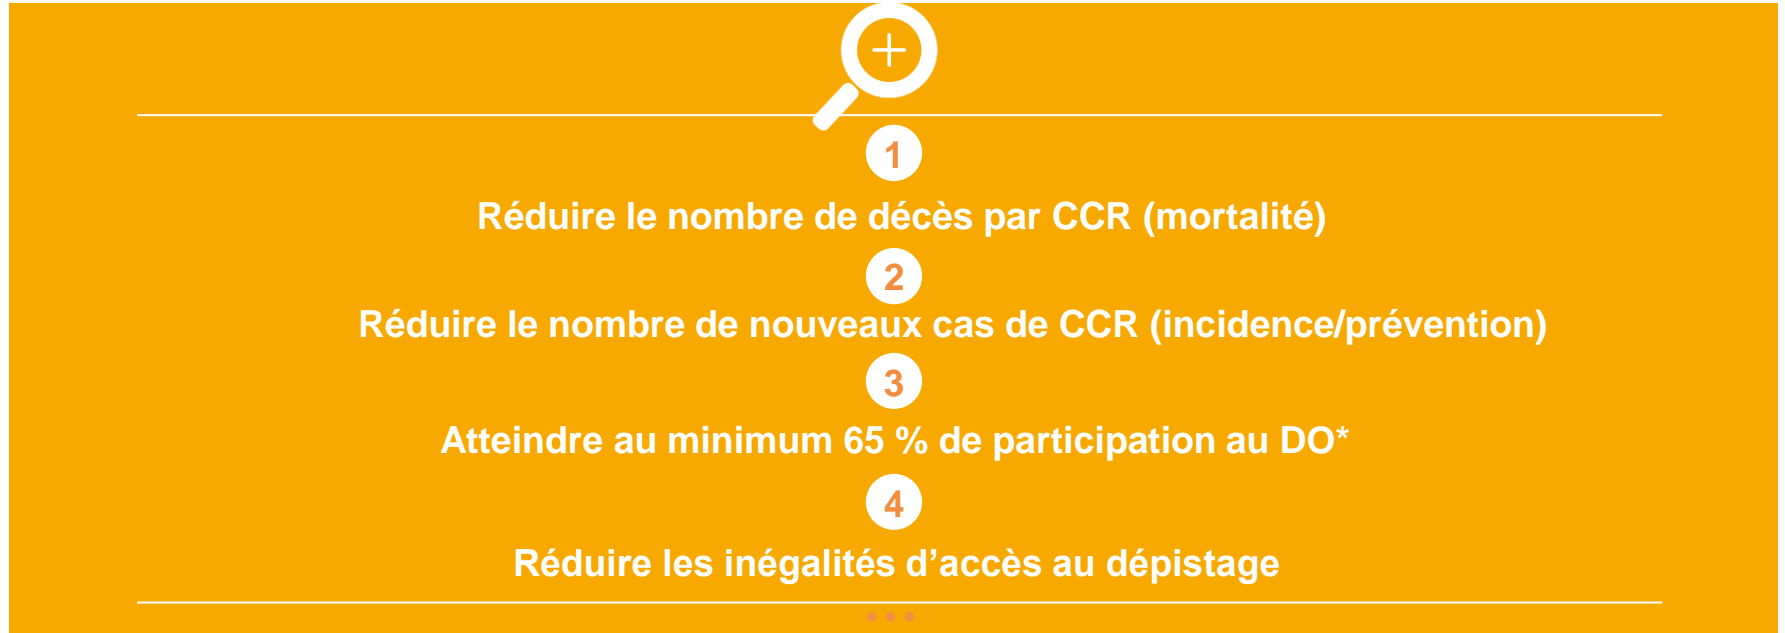 1
Réduire le nombre de décès par CCR (mortalité)
2
Réduire le nombre de nouveaux cas de CCR (incidence/prévention)
3
Atteindre au minimum 65 % de participation au DO*
4
Réduire les inégalités d’accès au dépistage